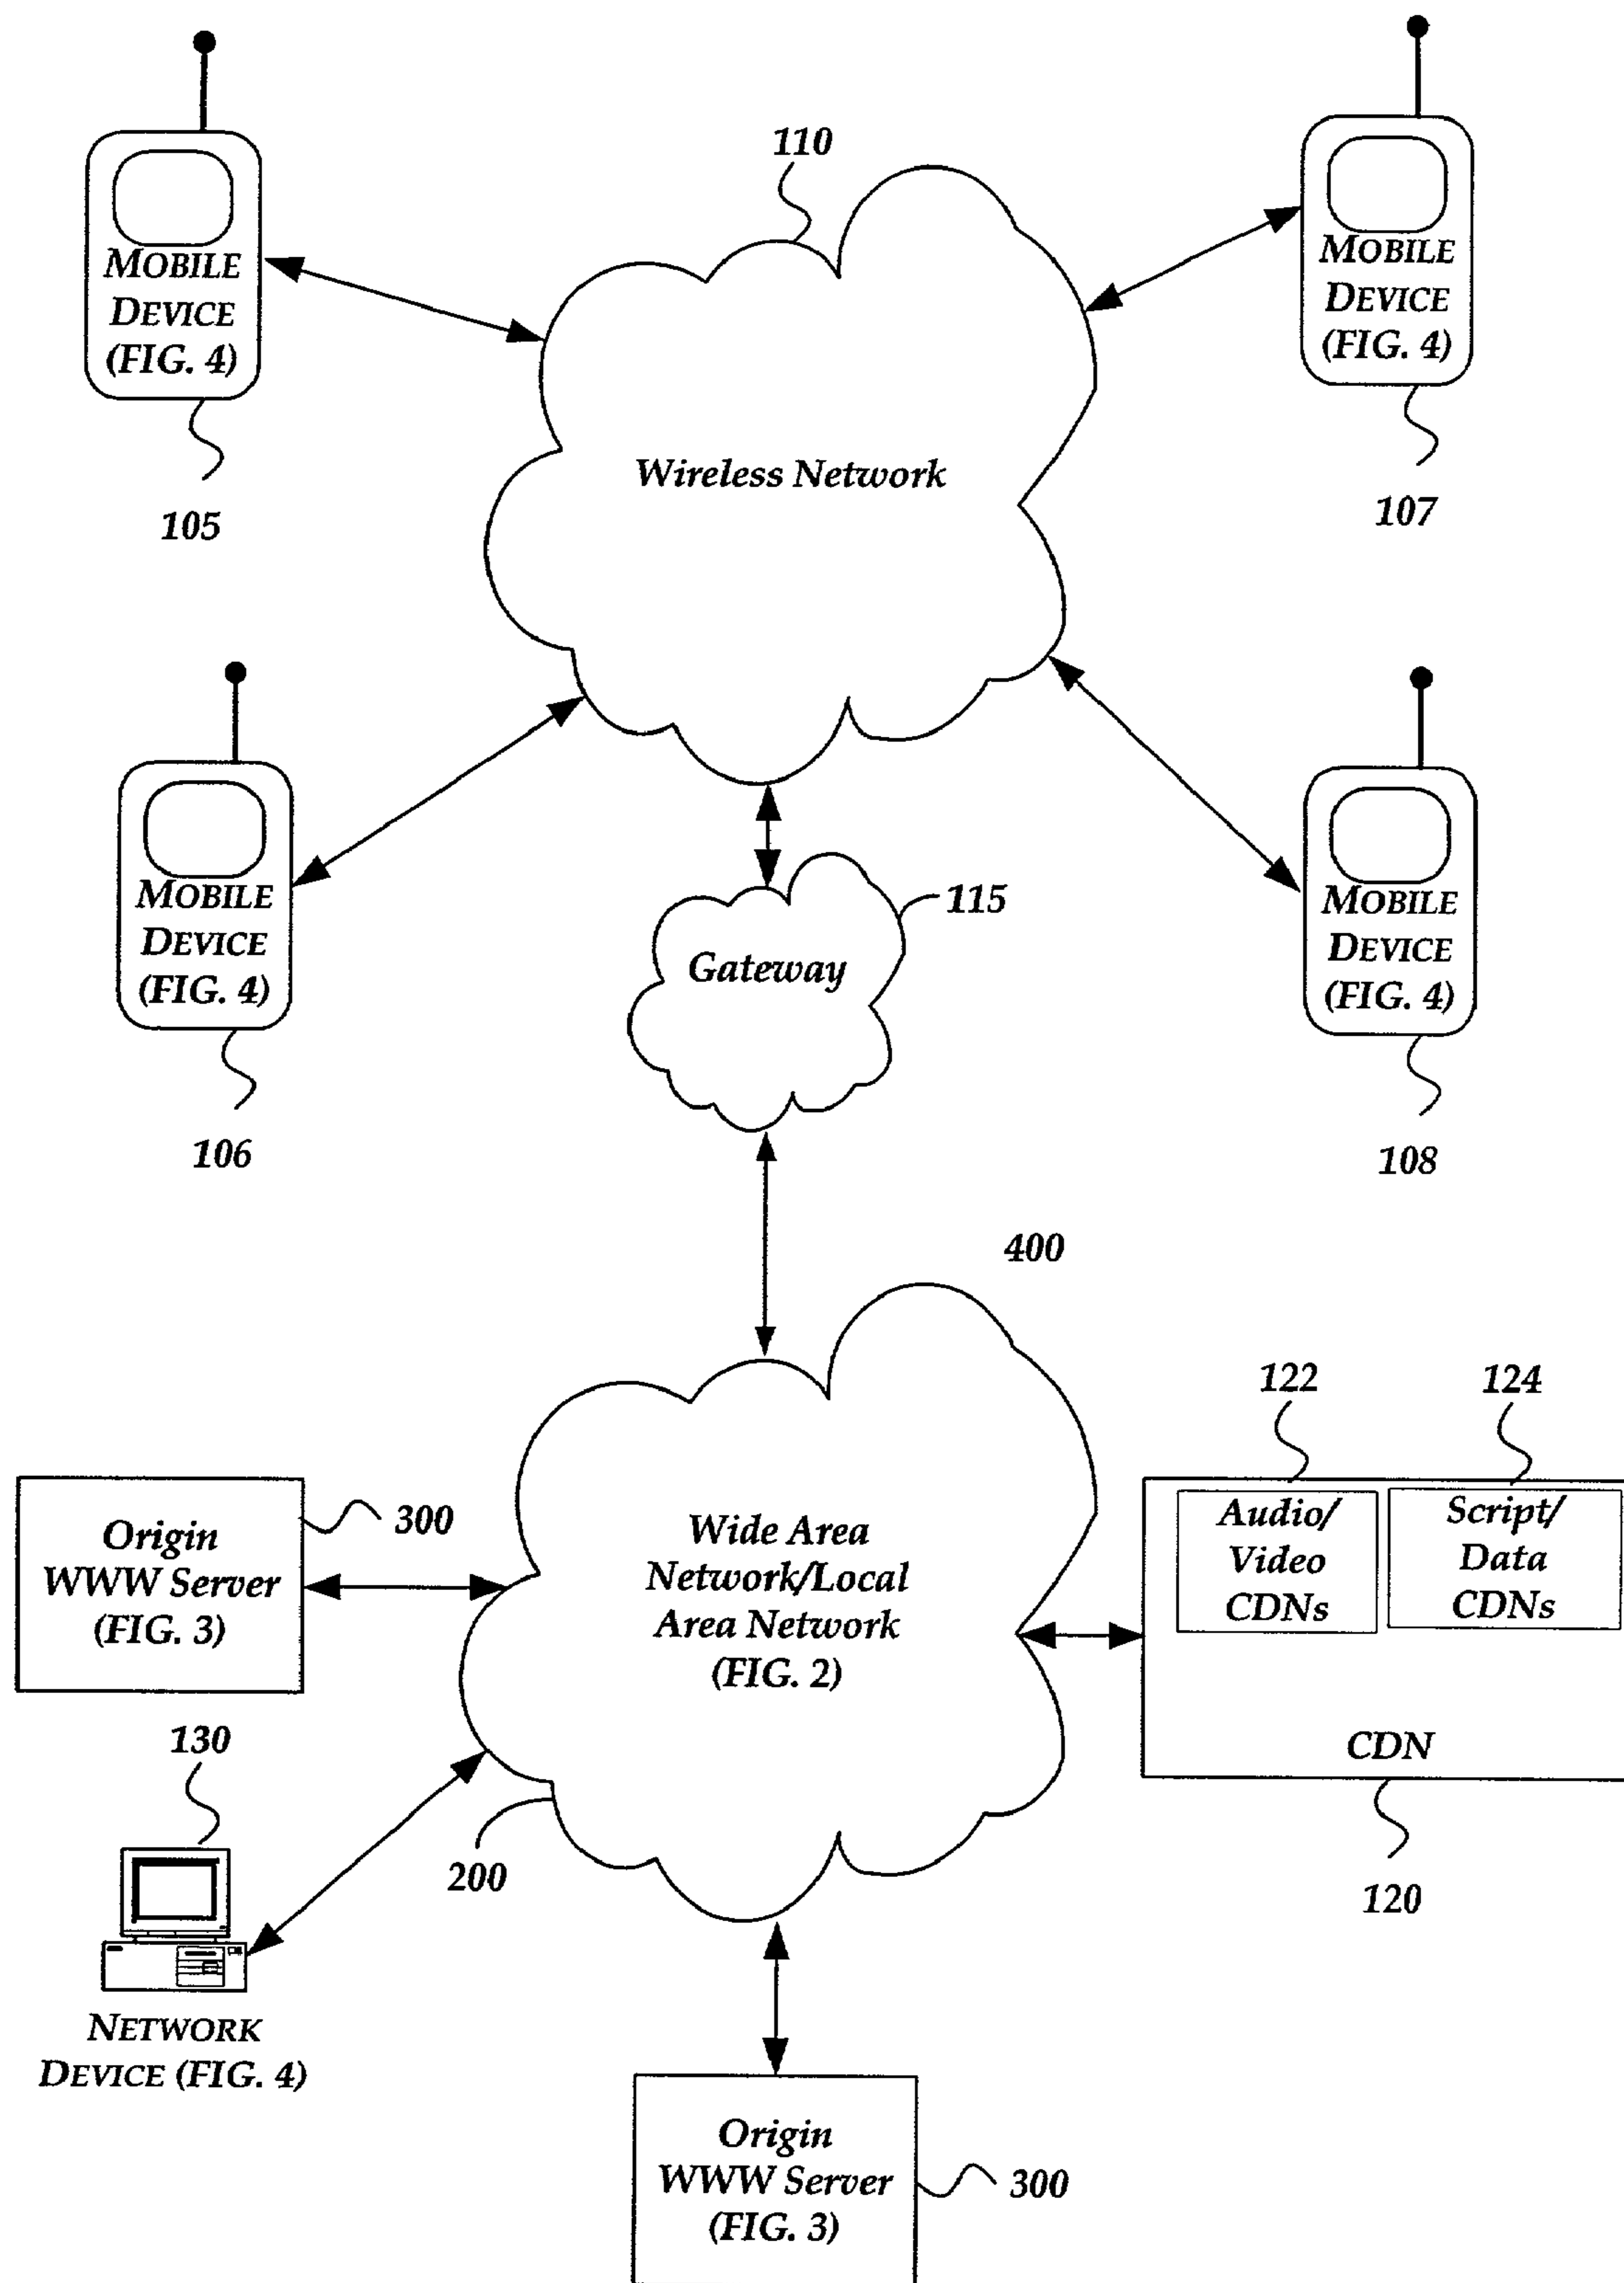 110
MOBILE
DEVICE
(FIG. 4)
105
MOBILE
DEVICE
(FIG. 4)
107
Wireless Network
MOBILE
DEVICE
(FIG. 4)
106
115
Gateway
MOBILE
DEVICE
(FIG. 4)
108
400
122
124
Origin
WWW Server
(FIG. 3)
300
Wide Area
Network/Local
Area Network
(FIG. 2)
Audio/
Video
CDNs
Script/
Data
CDNs
CDN
120
130
200
NETWORK
DEVICE (FIG. 4)
Origin
WWW Server
(FIG. 3)
300